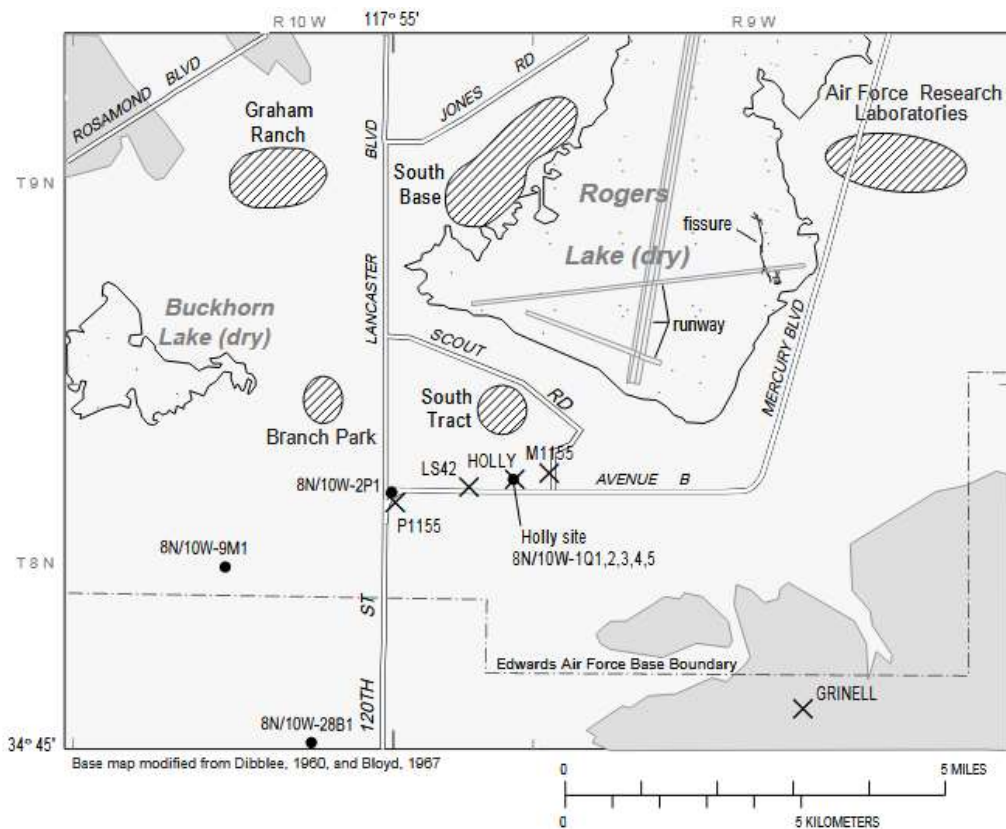 R 10 W
117° 55'
R 9 W
ROSAMOND BLVD
JONES RD
Graham
Ranch
Air Force Research
Laboratories
BLVD
T 9 N
South
Base
Rogers
Lake (dry)
fissure
LANCASTER
Buckhorn
Lake (dry)
runway
SCOUT RD
MERCURY BLVD
South
Tract
Branch Park
LS42
HOLLY
M1155
8N/10W-2P1
AVENUE B
P1155
Holly site
8N/10W-1Q1,2,3,4,5
8N/10W-9M1
T 8 N
120TH ST
Edwards Air Force Base Boundary
GRINELL
8N/10W-28B1
34° 45'
Base map modified from Dibblee, 1960, and Bloyd, 1967
0
5 MILES
0
5 KILOMETERS